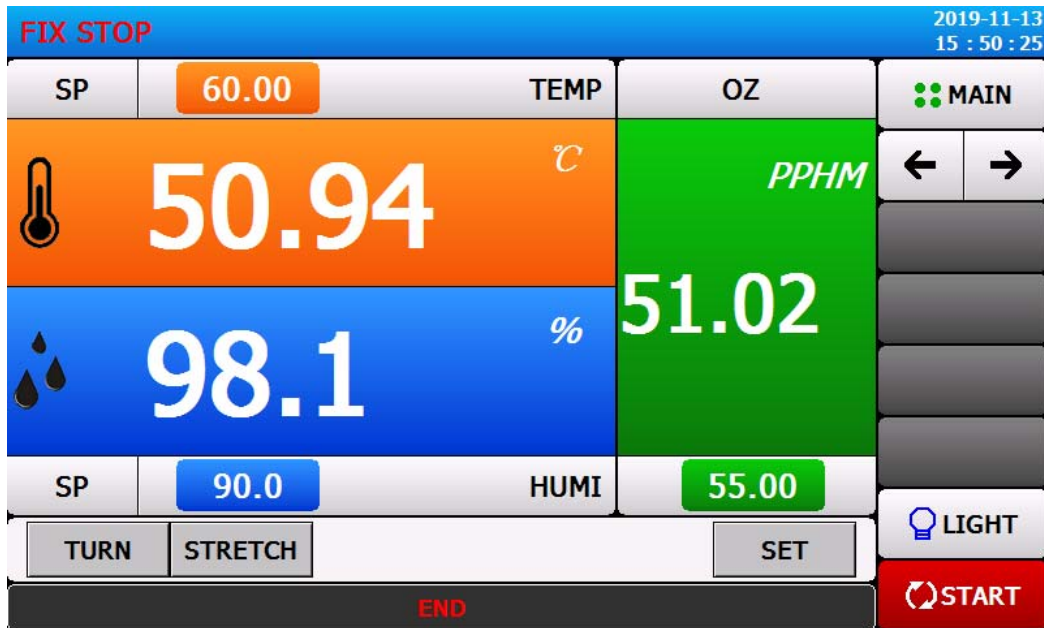 FIX STOP
2019-11-13
15 : 50 : 25
SP 60.00 TEMP OZ
MAIN
℃
50.94
PPHM
← →
51.02
%
98.1
SP 90.0 HUMI 55.00
LIGHT
TURN STRETCH SET
START
END